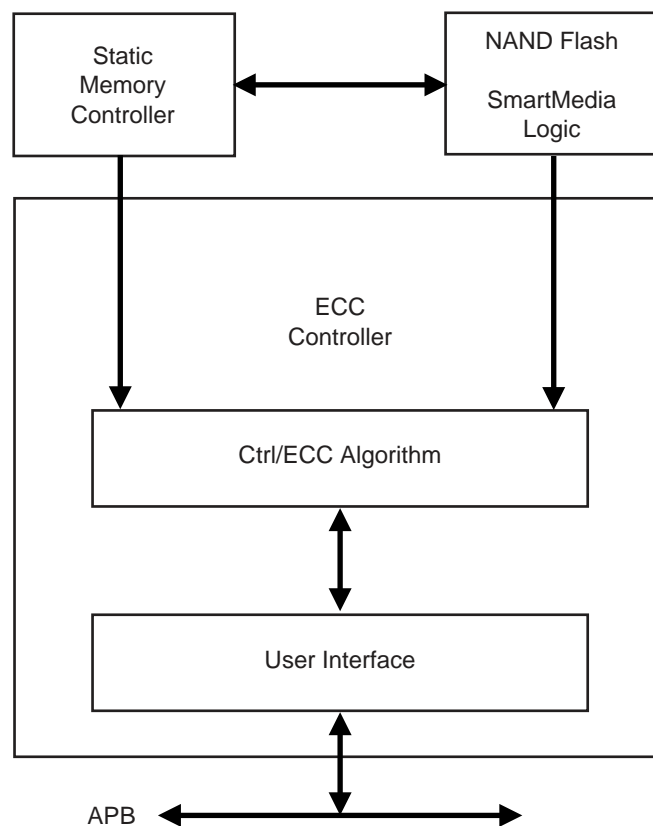 Static
Memory
Controller
NAND Flash
SmartMedia
Logic
ECC
Controller
Ctrl/ECC Algorithm
User Interface
APB